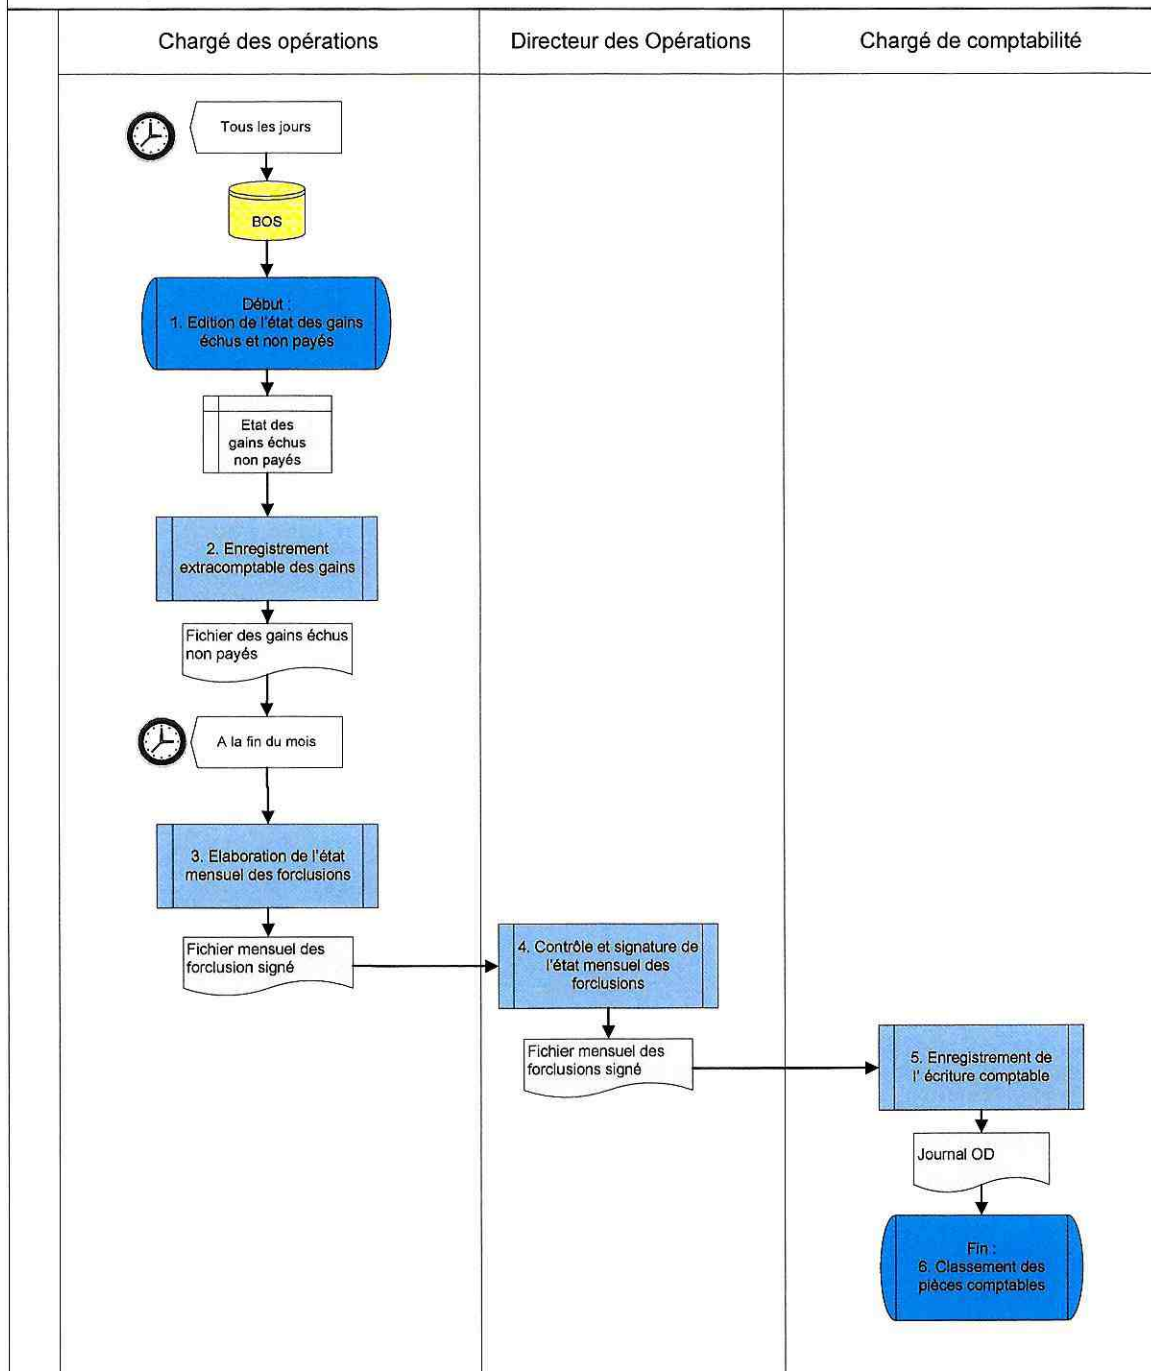 Chargé des opérations
Directeur des Opérations
Chargé de comptabilité
Tous les jours
BOS
Début :
1. Edition de l'état des gains
échus et non payés
Etat des
gains échus
non payés
2. Enregistrement
extracomptable des gains
Fichier des gains échus
non payés
A la fin du mois
3. Elaboration de l'état
mensuel des forclusions
Fichier mensuel des
forclusion signé
4. Contrôle et signature de
l'état mensuel des
forclusions
Fichier mensuel des
forclusions signé
5. Enregistrement de
l' écriture comptable
Journal OD
Fin :
6. Classement des
pièces comptables